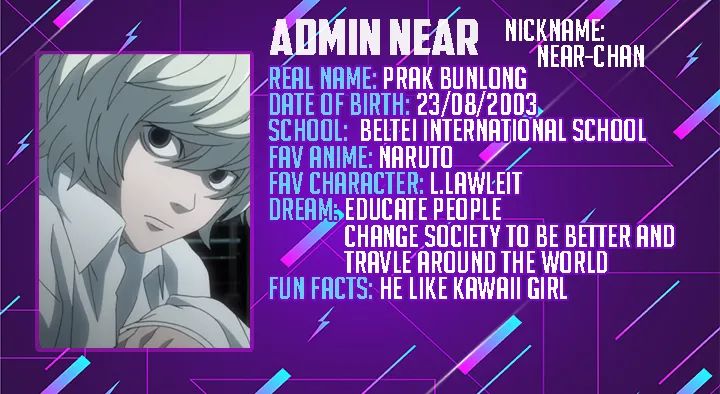 ADMIN NEAR
NICKNAME:
NEAR-CHAN
REAL NAME: PRAK BUNLONG
DATE OF BIRTH: 23/08/2003
SCHOOL: BELTEI INTERNATIONAL SCHOOL
FAV ANIME: NARUTO
FAV CHARACTER: L.LAWLEIT
DREAM: EDUCATE PEOPLE
CHANGE SOCIETY TO BE BETTER AND
TRAVLE AROUND THE WORLD
FUN FACTS: HE LIKE KAWAII GIRL